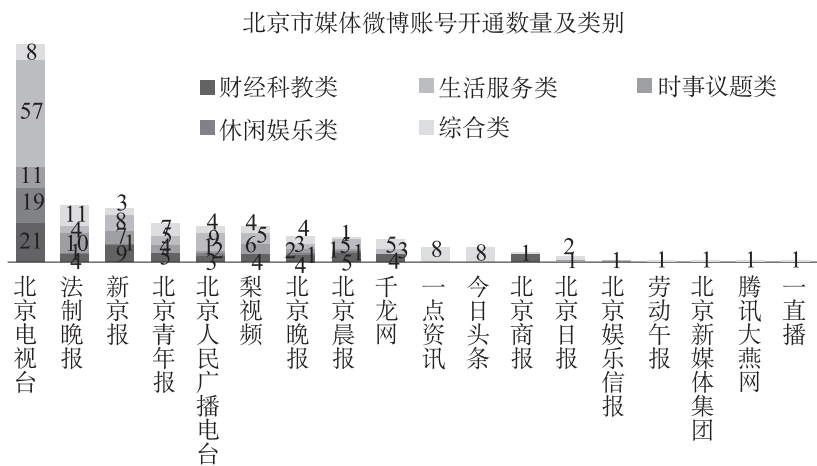 北京市媒体微博账号开通数量及类别
财经科教类 生活服务类 时事议题类
休闲娱乐类 综合类
8
57
11
19
21
11
4
10
4
3
8
7 1
9
7
5
4
5
4
9
12
3
4
5
6
4
4
3
2 1
4
1
15 1
5
5
3
4
8
8
1
2
1
1
1
1
1
1
北京电视台
法制晚报
新京报
北京青年报
北京人民广播电台
梨视频
北京晚报
北京晨报
千龙网
一点资讯
今日头条
北京商报
北京日报
北京娱乐信报
劳动午报
北京新媒体集团
腾讯大燕网
一直播